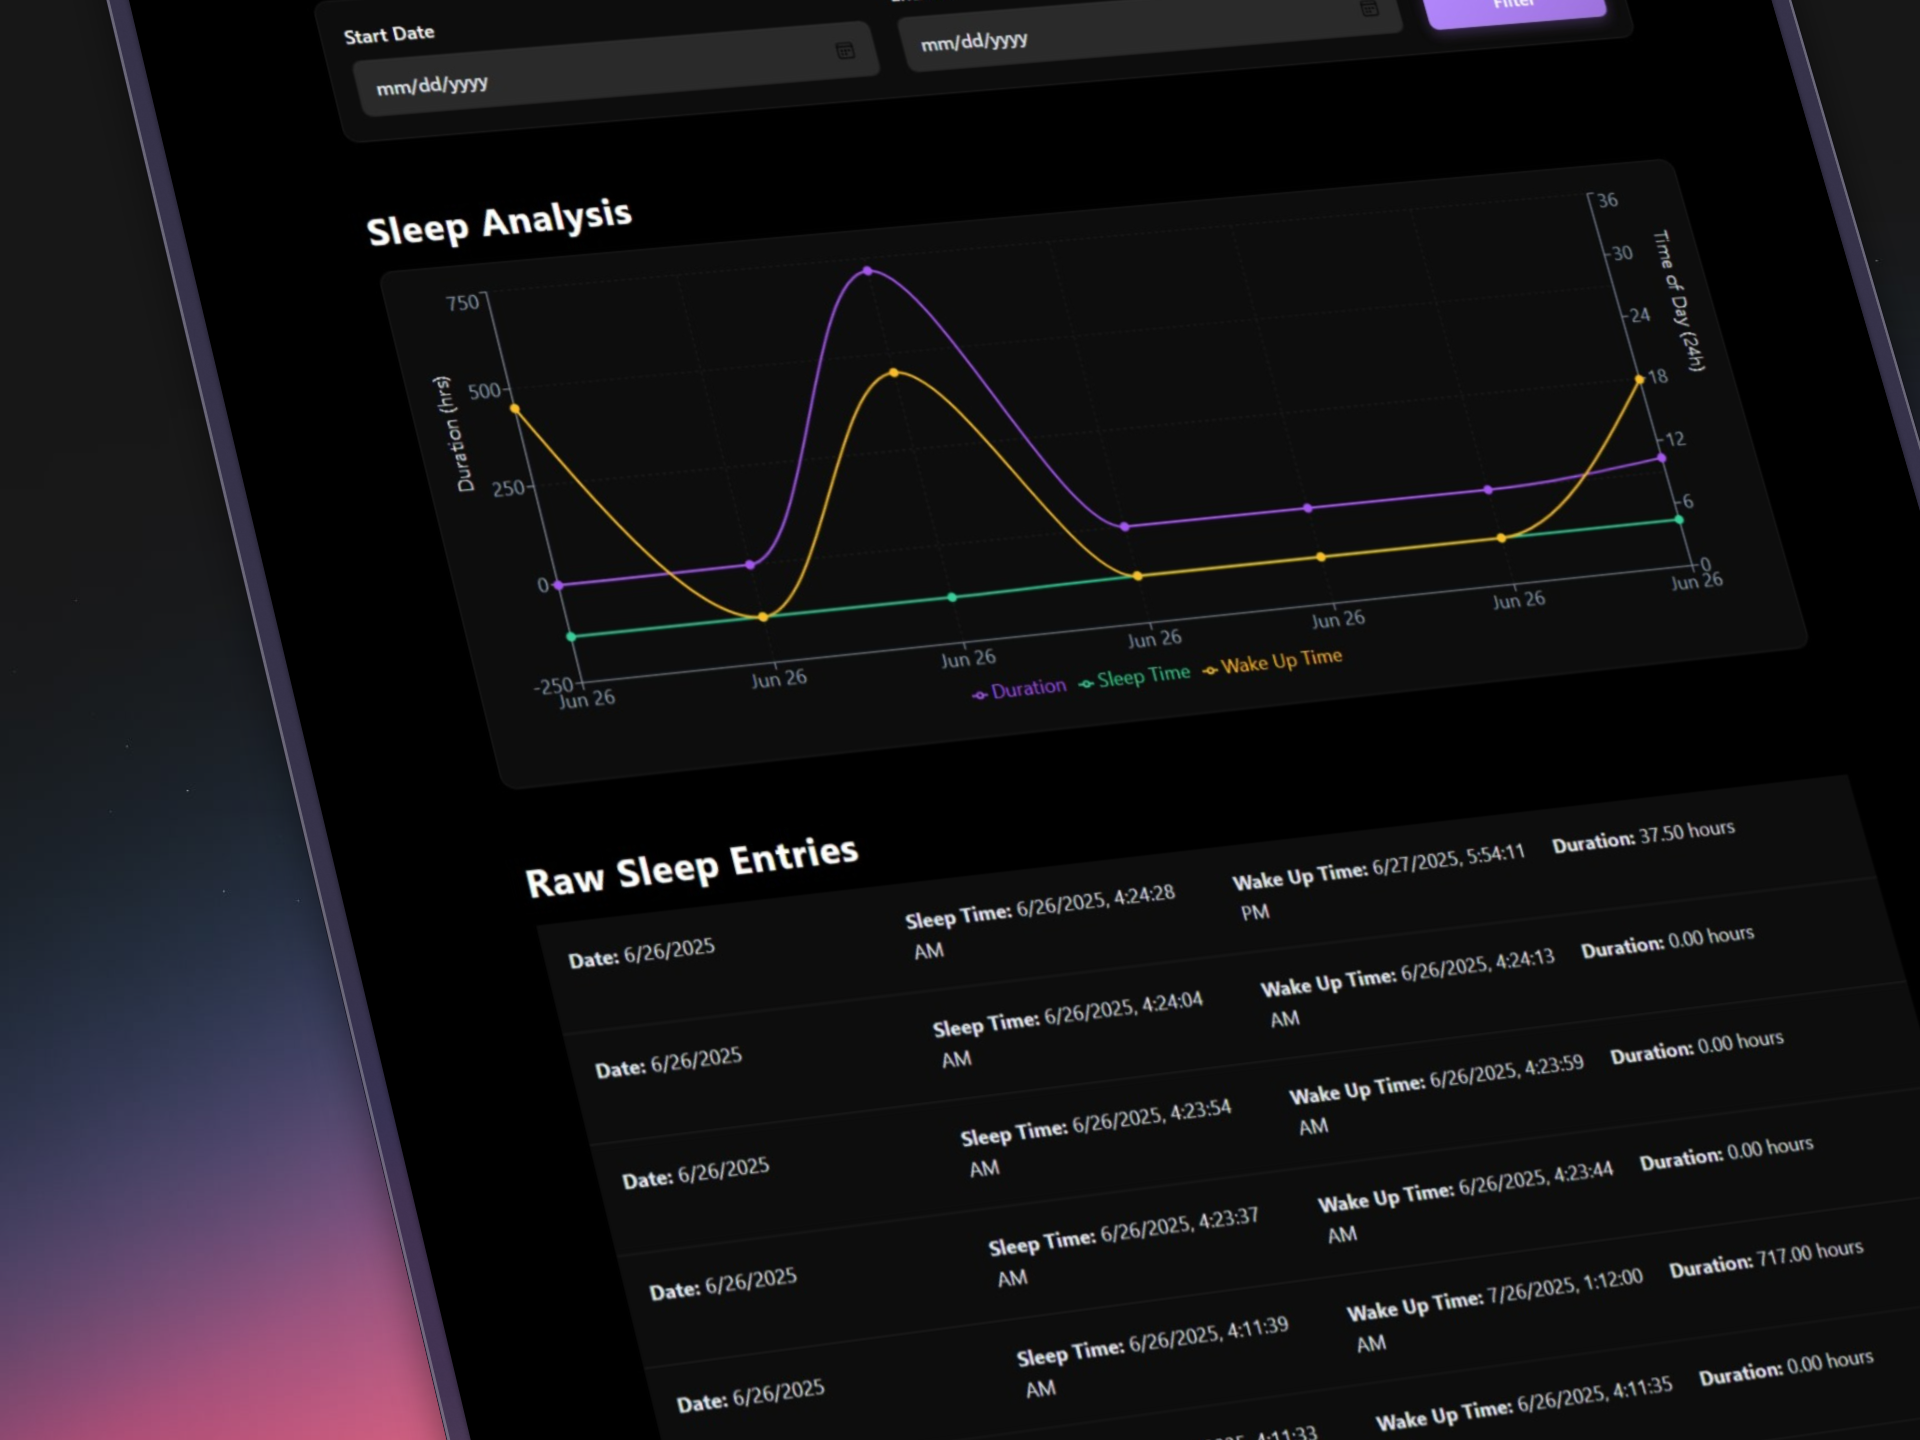 Start Date
mm/dd/yyyy
mm/dd/yyyy
Filter
Sleep Analysis
750
500
250
0
-250
Duration (hrs)
36
30
24
18
12
6
0
Time of Day (24h)
Jun 26
Jun 26
Jun 26
Jun 26
Jun 26
Jun 26
Jun 26
Duration Sleep Time Wake Up Time
Raw Sleep Entries
Date: 6/26/2025
Sleep Time: 6/26/2025, 4:24:28
AM
Wake Up Time: 6/27/2025, 5:54:11
PM
Duration: 37.50 hours
Date: 6/26/2025
Sleep Time: 6/26/2025, 4:24:04
AM
Wake Up Time: 6/26/2025, 4:24:13
AM
Duration: 0.00 hours
Date: 6/26/2025
Sleep Time: 6/26/2025, 4:23:54
AM
Wake Up Time: 6/26/2025, 4:23:59
AM
Duration: 0.00 hours
Date: 6/26/2025
Sleep Time: 6/26/2025, 4:23:37
AM
Wake Up Time: 6/26/2025, 4:23:44
AM
Duration: 0.00 hours
Date: 6/26/2025
Sleep Time: 6/26/2025, 4:11:39
AM
Wake Up Time: 7/26/2025, 1:12:00
AM
Duration: 717.00 hours
4:11:33
Wake Up Time: 6/26/2025, 4:11:35
Duration: 0.00 hours